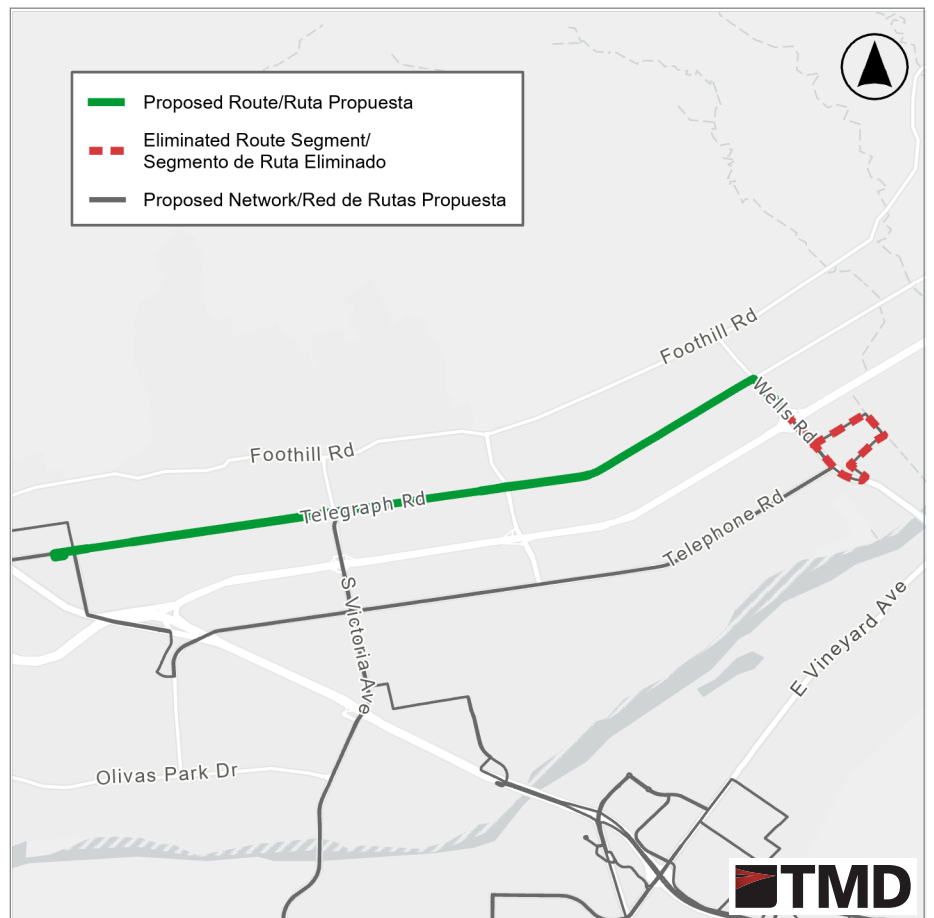 Proposed Route/Ruta Propuesta
Eliminated Route Segment/
Segmento de Ruta Eliminado
Proposed Network/Red de Rutas Propuesta
Foothill Rd
Wells Rd
Foothill Rd
Telegraph Rd
Telephone Rd
S Victoria Ave
E Vineyard Ave
Olivas Park Dr
TMD